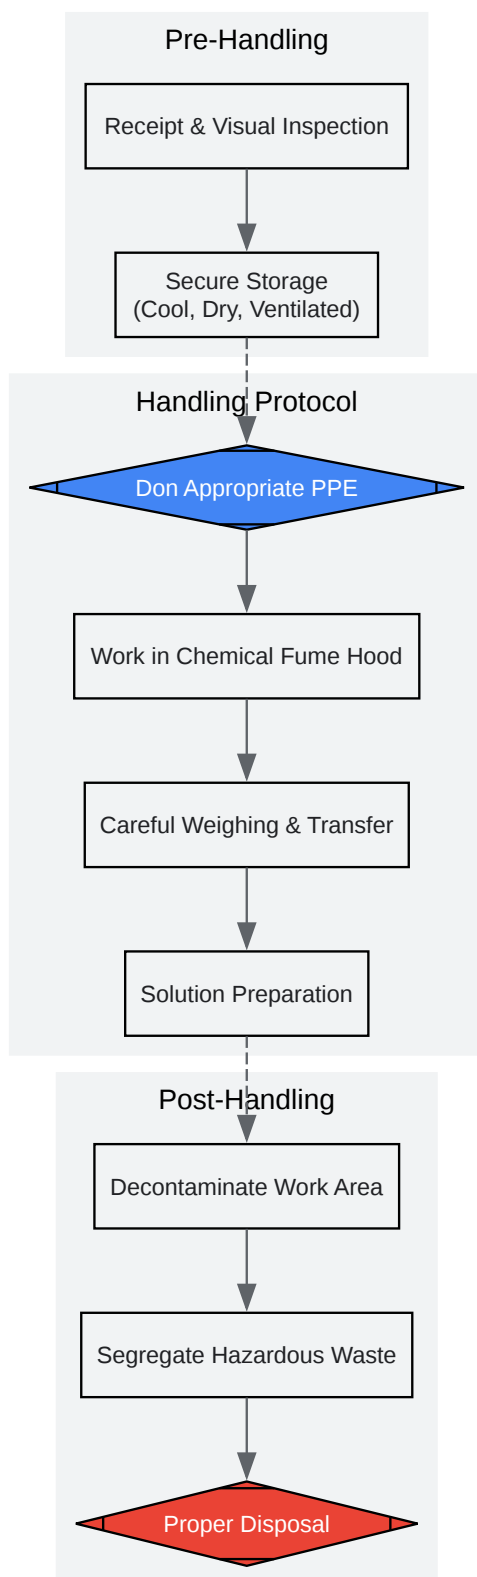 Pre-Handling
Receipt & Visual Inspection
Secure Storage
(Cool, Dry, Ventilated)
Handling Protocol
Don Appropriate PPE
Work in Chemical Fume Hood
Careful Weighing & Transfer
Solution Preparation
Post-Handling
Decontaminate Work Area
Segregate Hazardous Waste
Proper Disposal